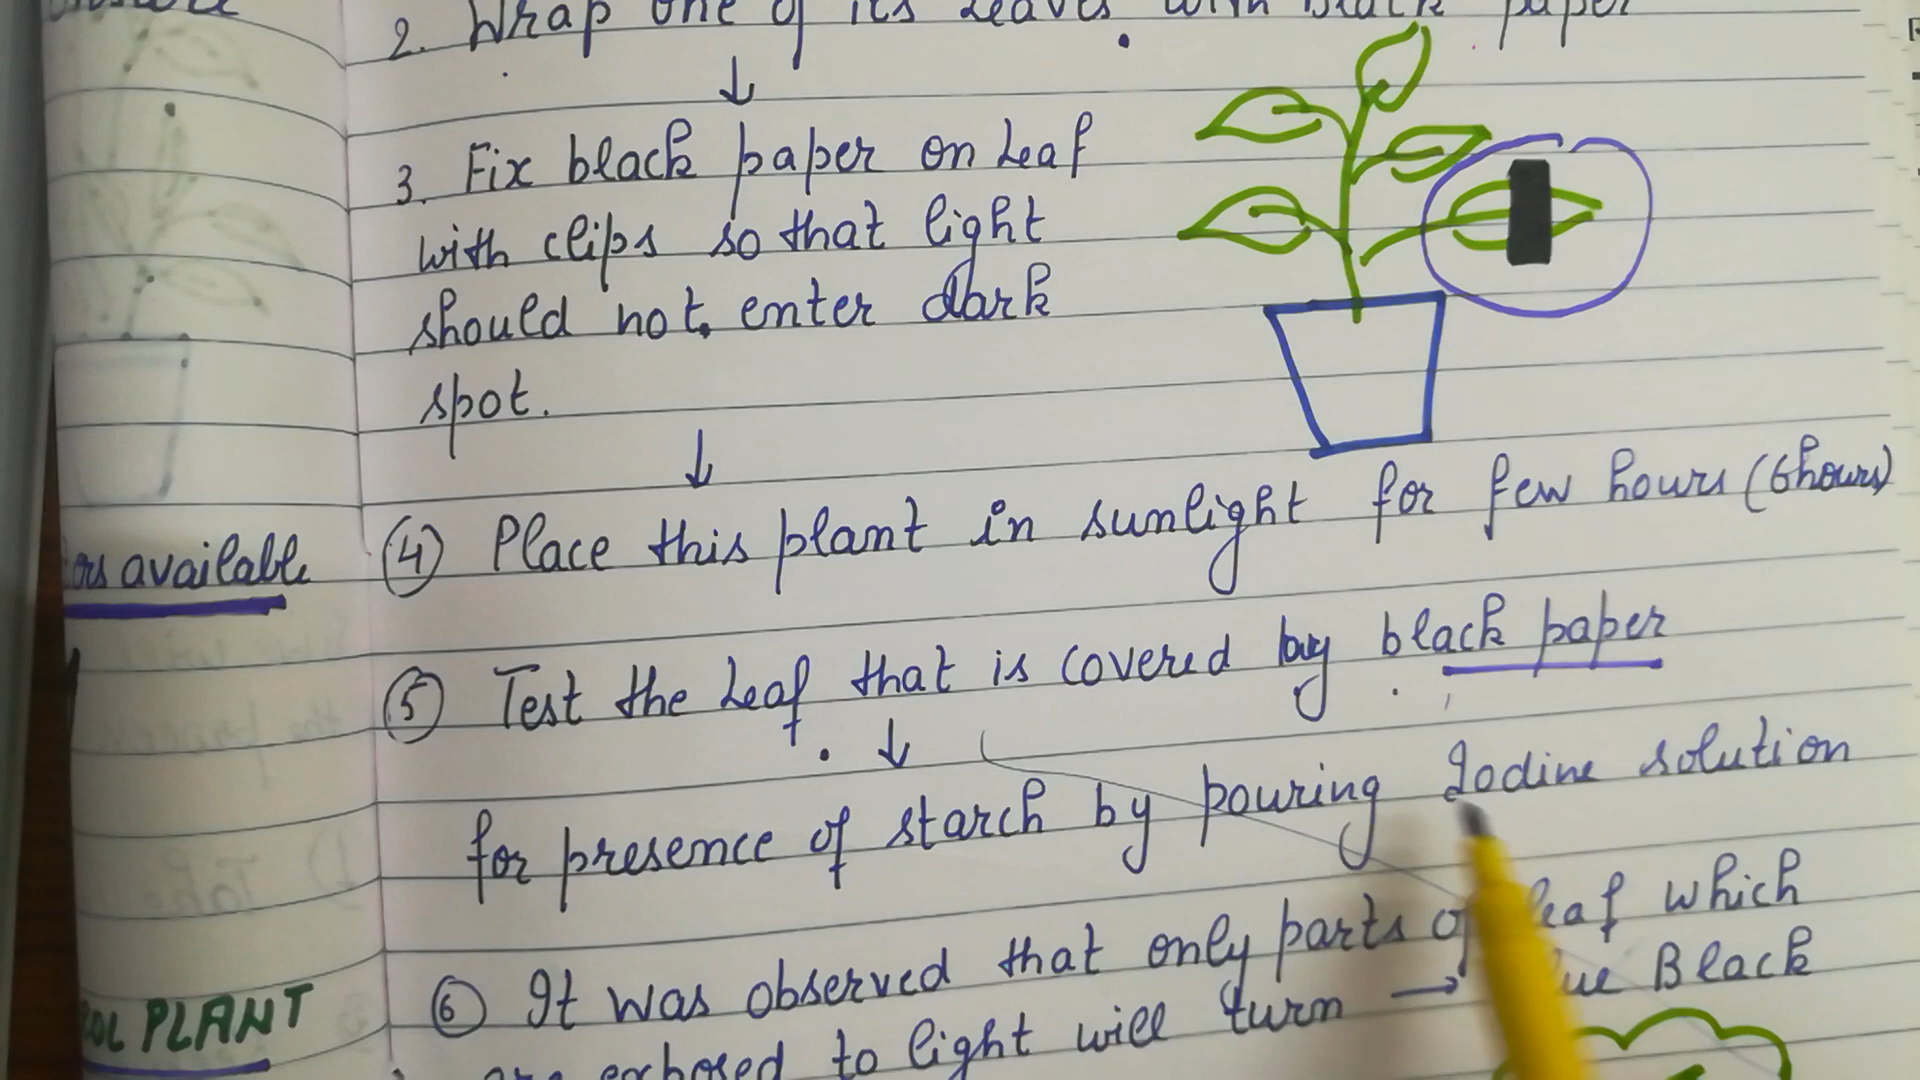 2. Wrap one of its Leaves with Black paper
↓
3. Fix black paper on Leaf
with clips so that light
should not enter dark
spot.
↓
(4) Place this plant in sunlight for few hours (6hours)
(5) Test the Leaf that is covered by black paper
↓
for presence of starch by pouring Iodine solution
(6) It was observed that only parts of leaf which
are exposed to light will turn → Black
available
PLANT